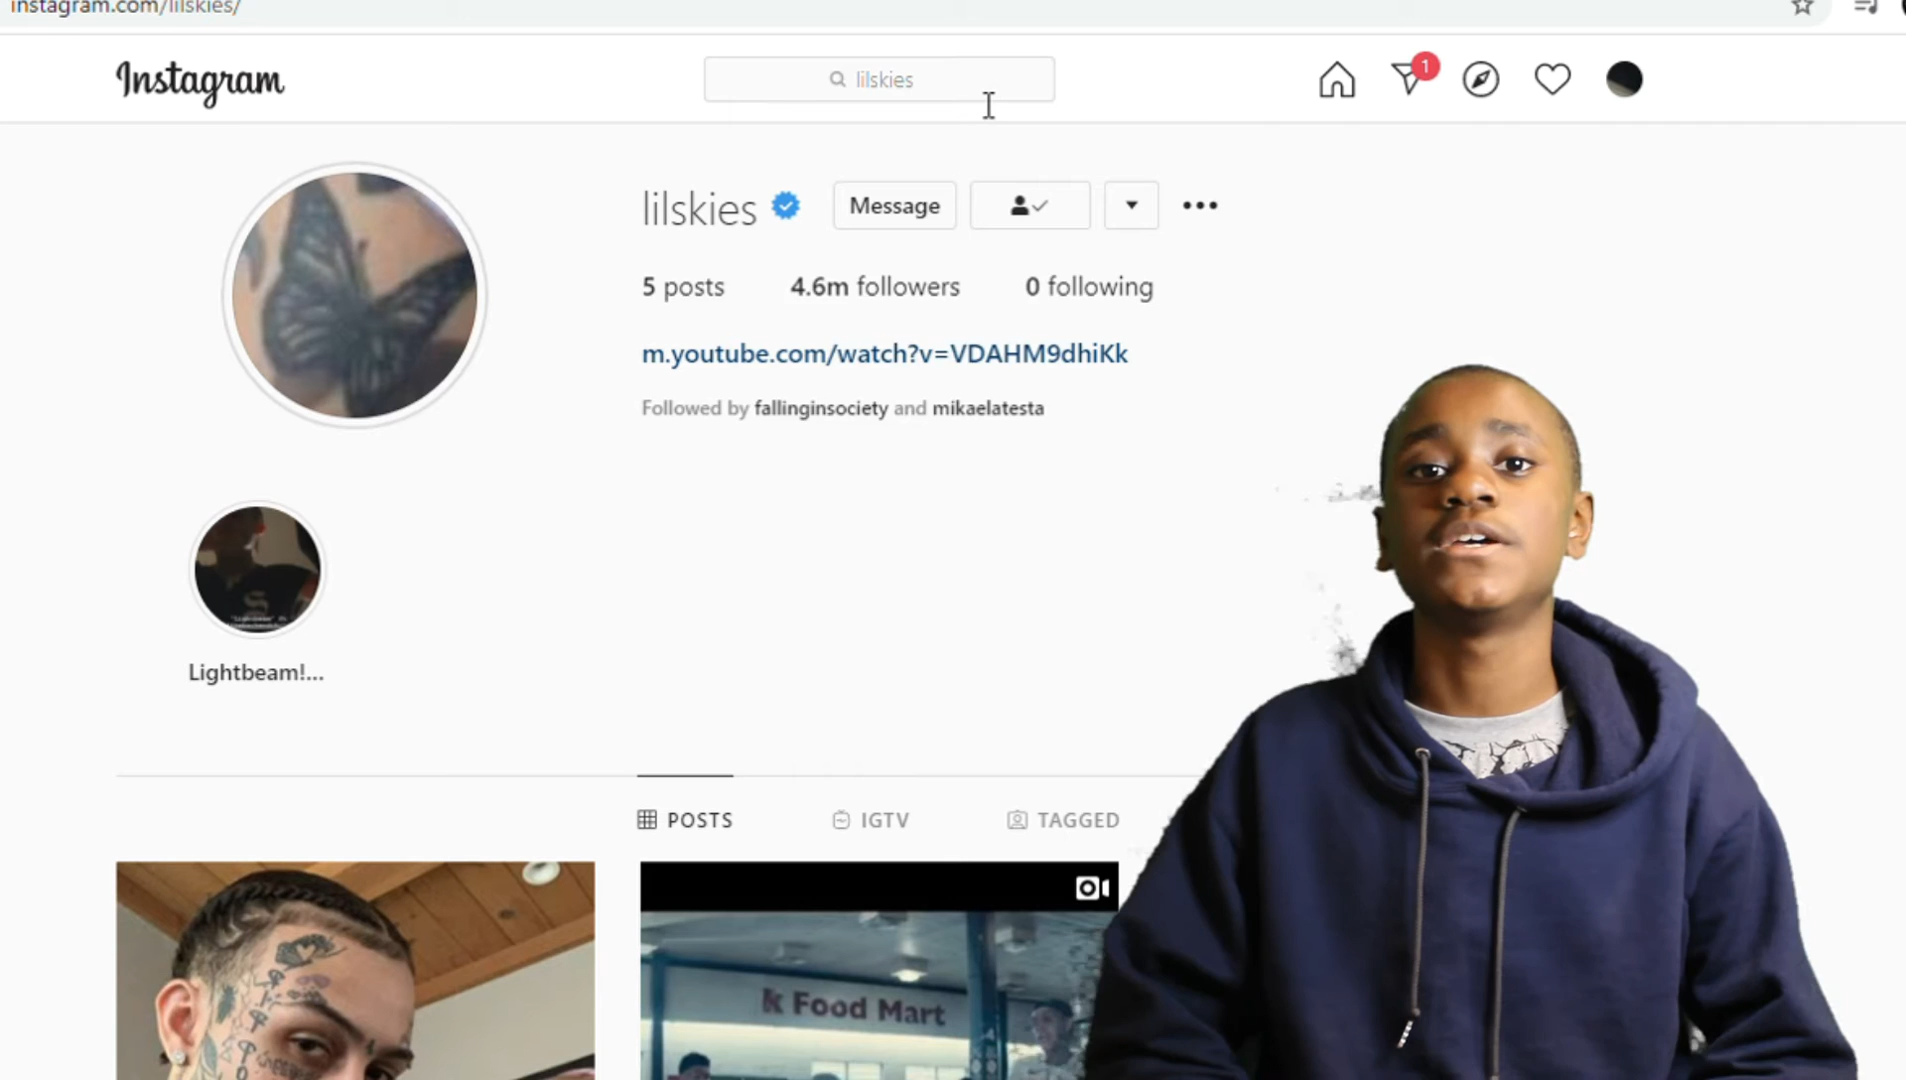 instagram.com/lilskies/
Instagram
lilskies
1
lilskies
Message
5 posts 4.6m followers 0 following
m.youtube.com/watch?v=VDAHM9dhiKk
Followed by fallinginsociety and mikaelatesta
Lightbeam!...
POSTS IGTV TAGGED
k Food Mart